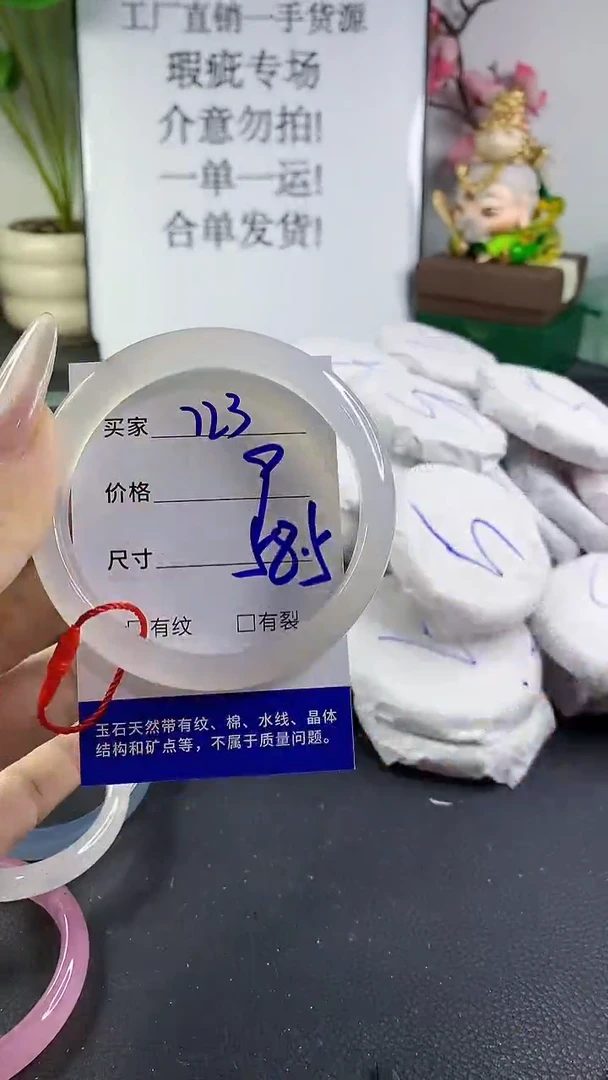 工厂直销一手货源
瑕疵专场
介意勿拍!
一单一运!
合单发货!
买家 723
价格
尺寸 58.5
□有纹 □有裂
玉石天然带有纹、棉、水线、晶体
结构和矿点等，不属于质量问题。